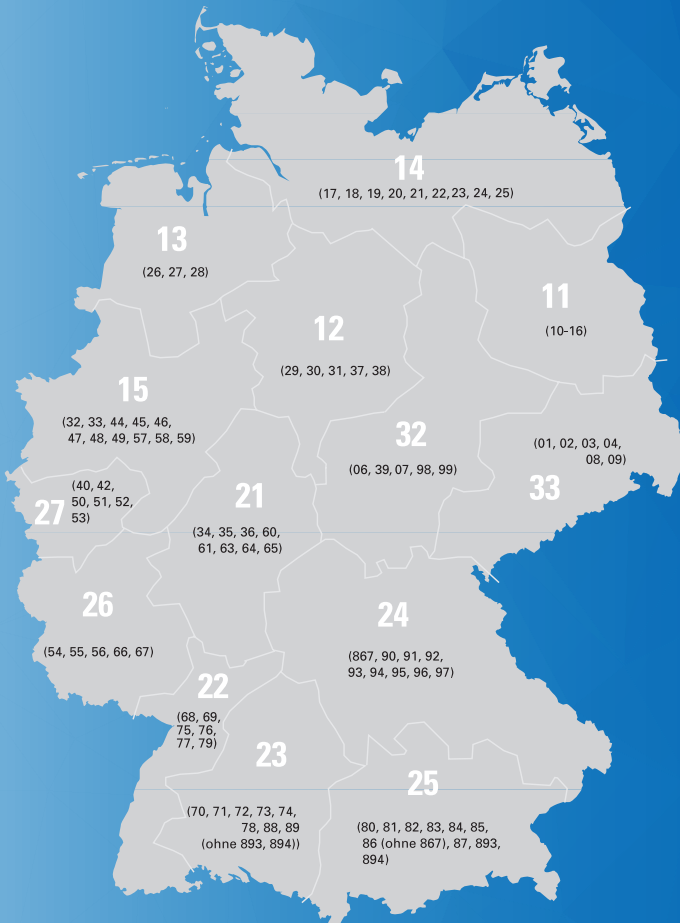 14
(17, 18, 19, 20, 21, 22,23, 24, 25)
13
(26, 27, 28)
11
(10-16)
12
(29, 30, 31, 37, 38)
15
(32, 33, 44, 45, 46,
47, 48, 49, 57, 58, 59)
32
(06, 39, 07, 98, 99)
(01, 02, 03, 04,
08, 09)
33
(40, 42,
50, 51, 52,
53)
27
21
(34, 35, 36, 60,
61, 63, 64, 65)
26
(54, 55, 56, 66, 67)
24
(867, 90, 91, 92,
93, 94, 95, 96, 97)
22
(68, 69,
75, 76,
77, 79)
23
(70, 71, 72, 73, 74,
78, 88, 89
(ohne 893, 894))
25
(80, 81, 82, 83, 84, 85,
86 (ohne 867), 87, 893,
894)